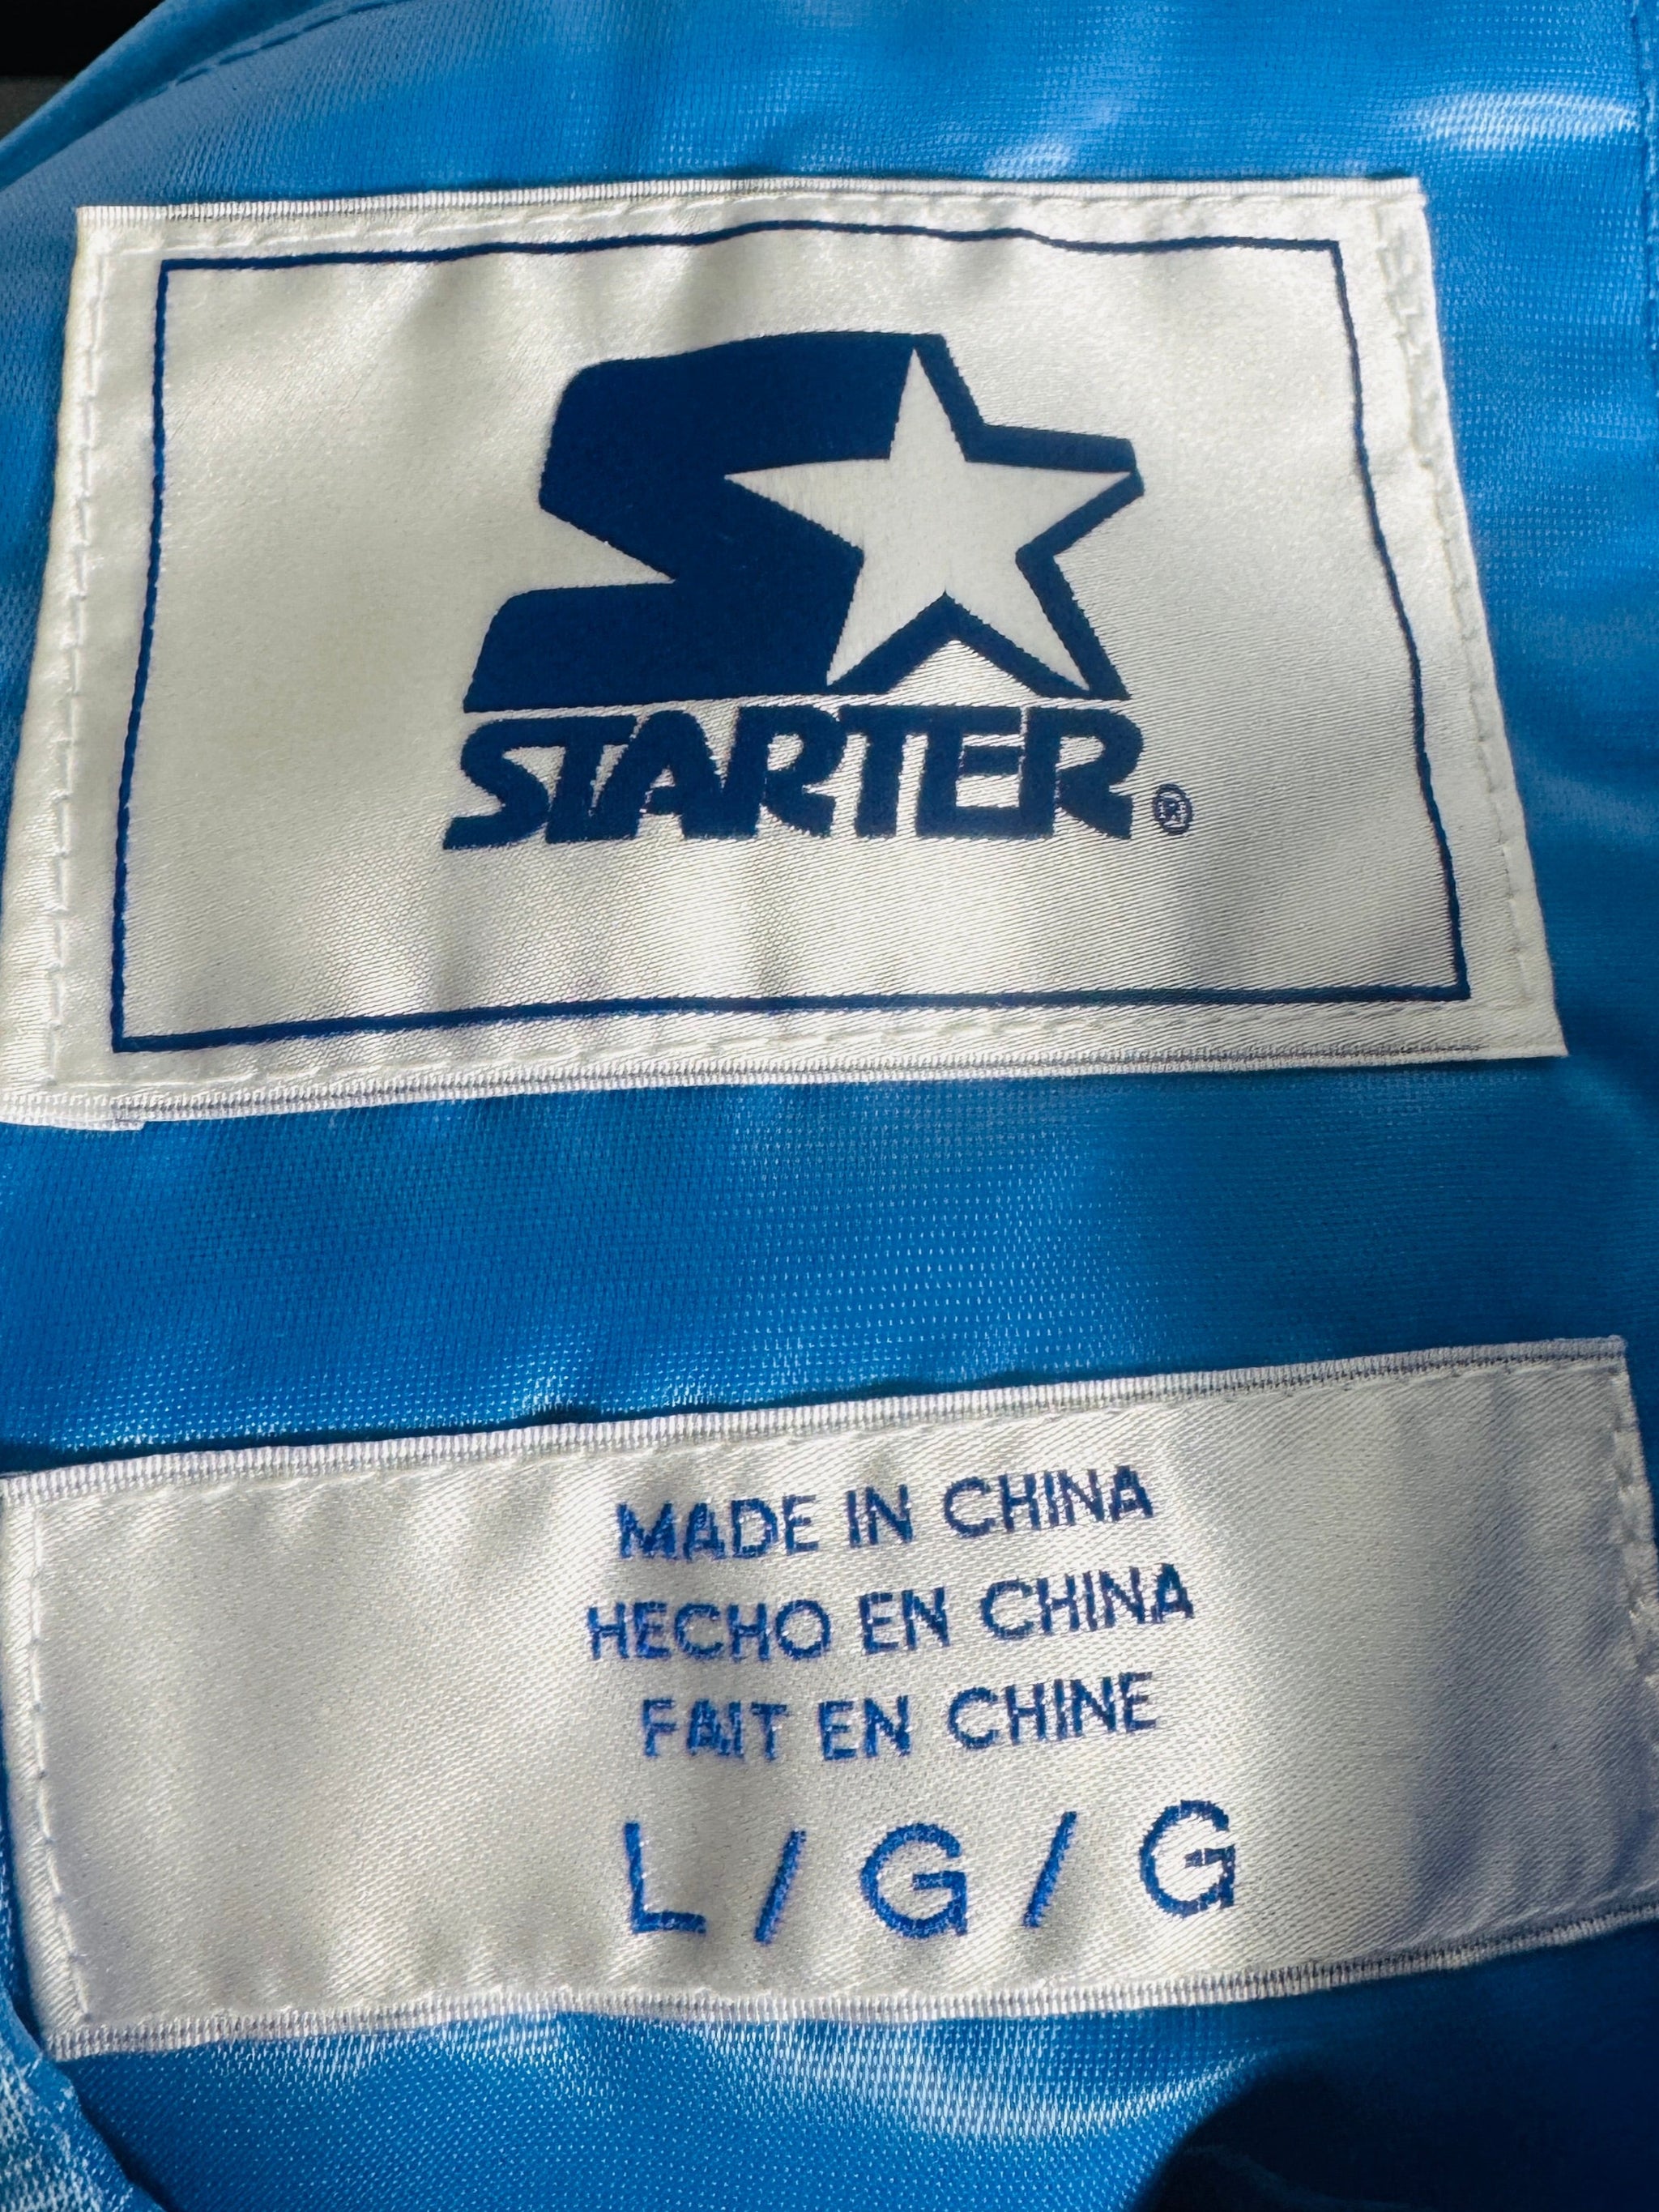 STARTER®
MADE IN CHINA
HECHO EN CHINA
FAIT EN CHINE
L / G / G